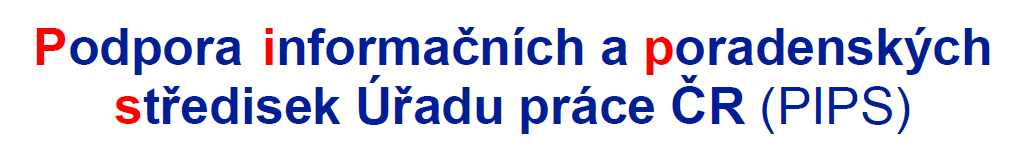 Podpora informačních a poradenských
středisek Úřadu práce ČR (PIPS)